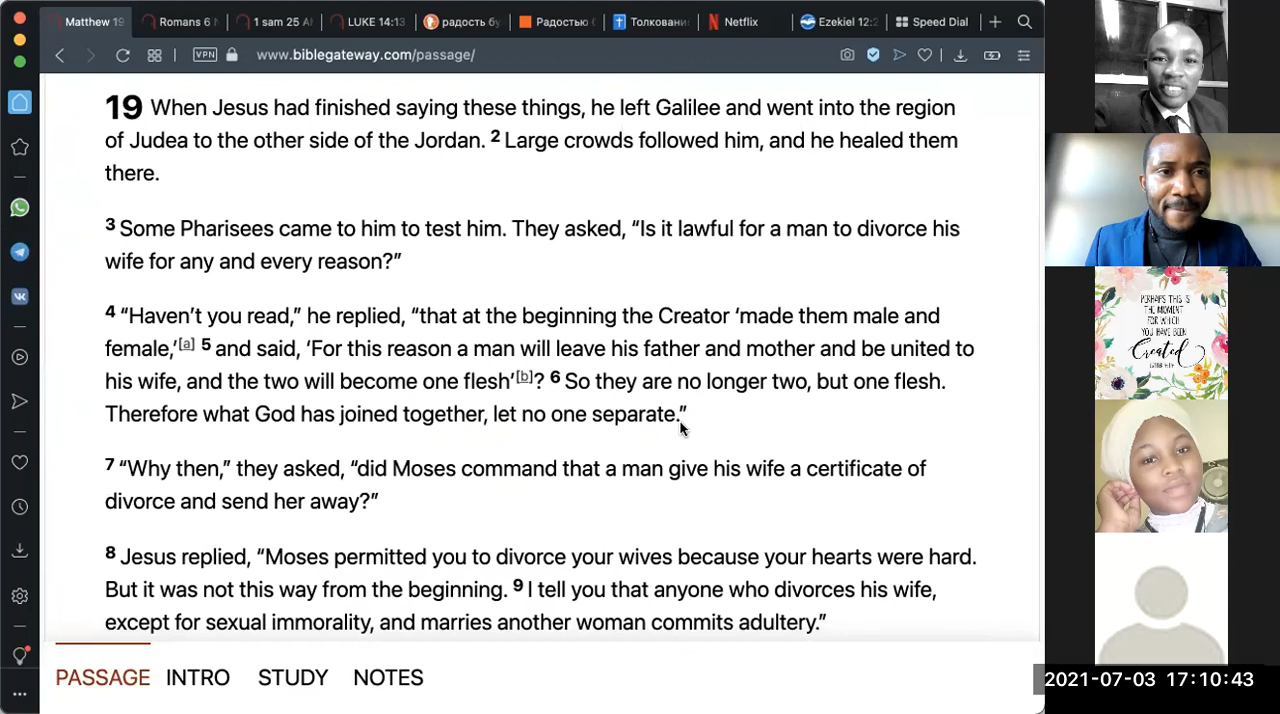 Matthew 19
Romans 6 N
1 sam 25 A
LUKE 14:13
радость бу
Радостью
Толковани
Netflix
Ezekiel 12:2
Speed Dial
VPN
www.biblegateway.com/passage/
19 When Jesus had finished saying these things, he left Galilee and went into the region
of Judea to the other side of the Jordan. 2 Large crowds followed him, and he healed them
there.
3 Some Pharisees came to him to test him. They asked, “Is it lawful for a man to divorce his
wife for any and every reason?”
4 “Haven’t you read,” he replied, “that at the beginning the Creator ‘made them male and
female,’[a] 5 and said, ‘For this reason a man will leave his father and mother and be united to
his wife, and the two will become one flesh’[b]? 6 So they are no longer two, but one flesh.
Therefore what God has joined together, let no one separate.”
7 “Why then,” they asked, “did Moses command that a man give his wife a certificate of
divorce and send her away?”
8 Jesus replied, “Moses permitted you to divorce your wives because your hearts were hard.
But it was not this way from the beginning. 9 I tell you that anyone who divorces his wife,
except for sexual immorality, and marries another woman commits adultery.”
PASSAGE INTRO STUDY NOTES
PERHAPS THIS IS
THE MOMENT
FOR WHICH
YOU HAVE BEEN
Created
2021-07-03 17:10:43